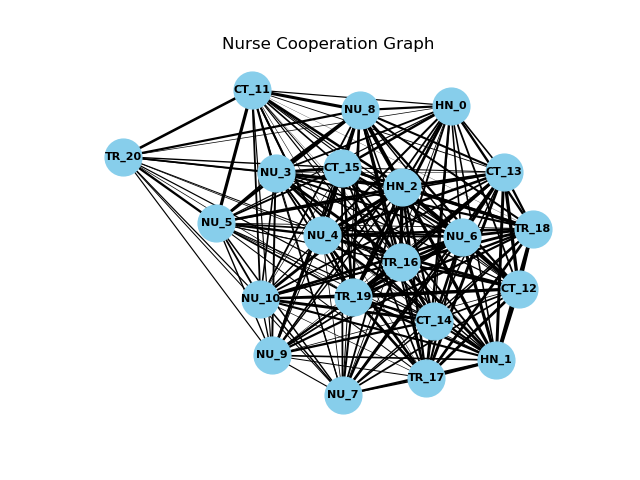 Nurse Cooperation Graph
CT_11
HN_0
NU_8
TR_20
CT_15
NU_3
CT_13
HN_2
NU_5
TR_18
NU_4
NU_6
TR_16
CT_12
TR_19
NU_10
CT_14
NU_9
HN_1
TR_17
NU_7